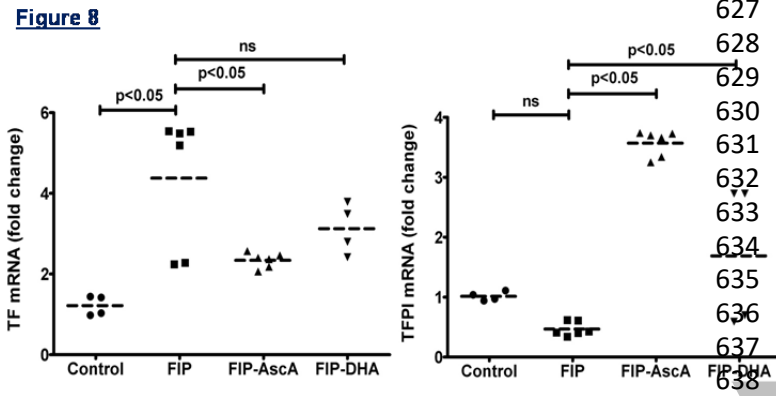 Figure 8
ns
p<0.05
p<0.05
TF mRNA (fold change)
6
4
2
0
Control FIP FIP-AscA FIP-DHA
p<0.05
p<0.05
ns
TFPI mRNA (fold change)
4
3
2
1
0
Control FIP FIP-AscA FIP-DHA
627
628
629
630
631
632
633
634
635
636
637
638